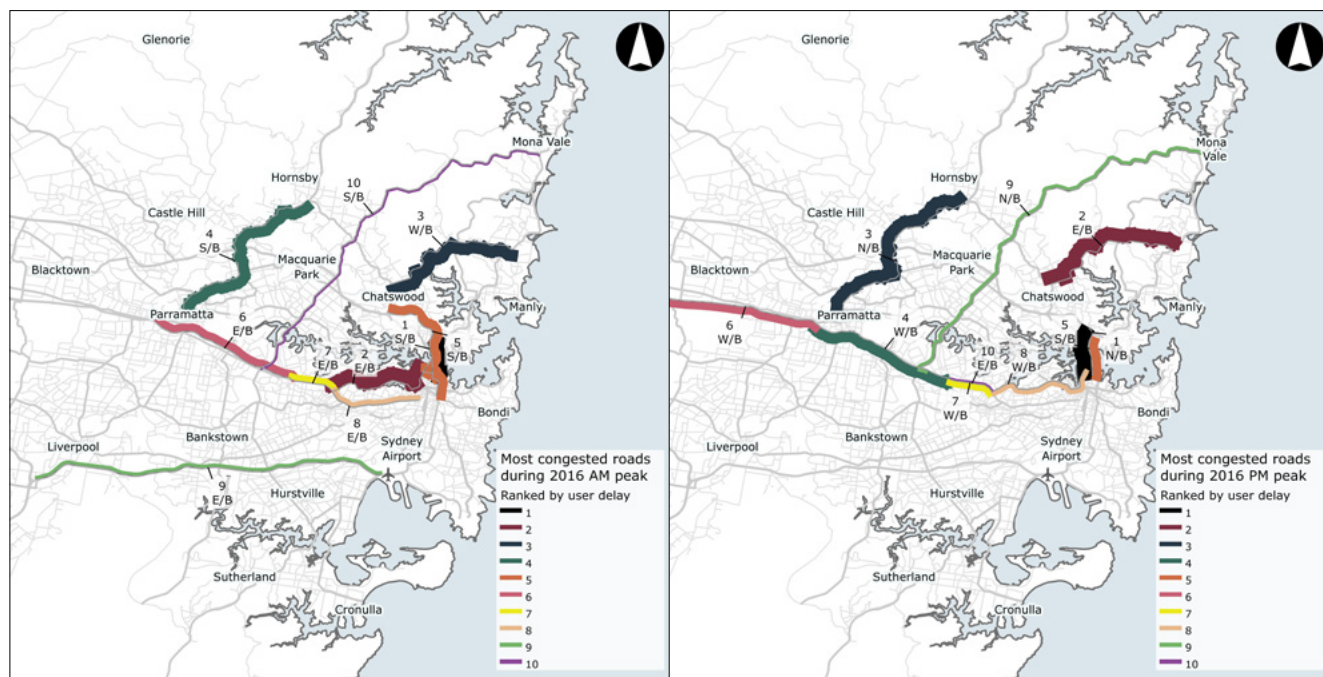 Glenorie
Mona Vale
Hornsby
10
S/B
Castle Hill
3
W/B
4
S/B
Macquarie
Park
Blacktown
Chatswood
Manly
Parramatta
6
E/B
1
S/B
5
S/B
7
E/B
2
E/B
8
E/B
Bondi
Liverpool
Bankstown
Sydney
Airport
9
E/B
Hurstville
Sutherland
Cronulla
Most congested roads
during 2016 AM peak
Ranked by user delay
1
2
3
4
5
6
7
8
9
10
Glenorie
Mona
Vale
Hornsby
9
N/B
Castle Hill
2
E/B
3
N/B
Macquarie
Park
Blacktown
Chatswood
Manly
Parramatta
6
W/B
4
W/B
5
S/B
1
N/B
10
E/B
8
W/B
7
W/B
Bondi
Liverpool
Bankstown
Sydney
Airport
Hurstville
Sutherland
Cronulla
Most congested roads
during 2016 PM peak
Ranked by user delay
1
2
3
4
5
6
7
8
9
10